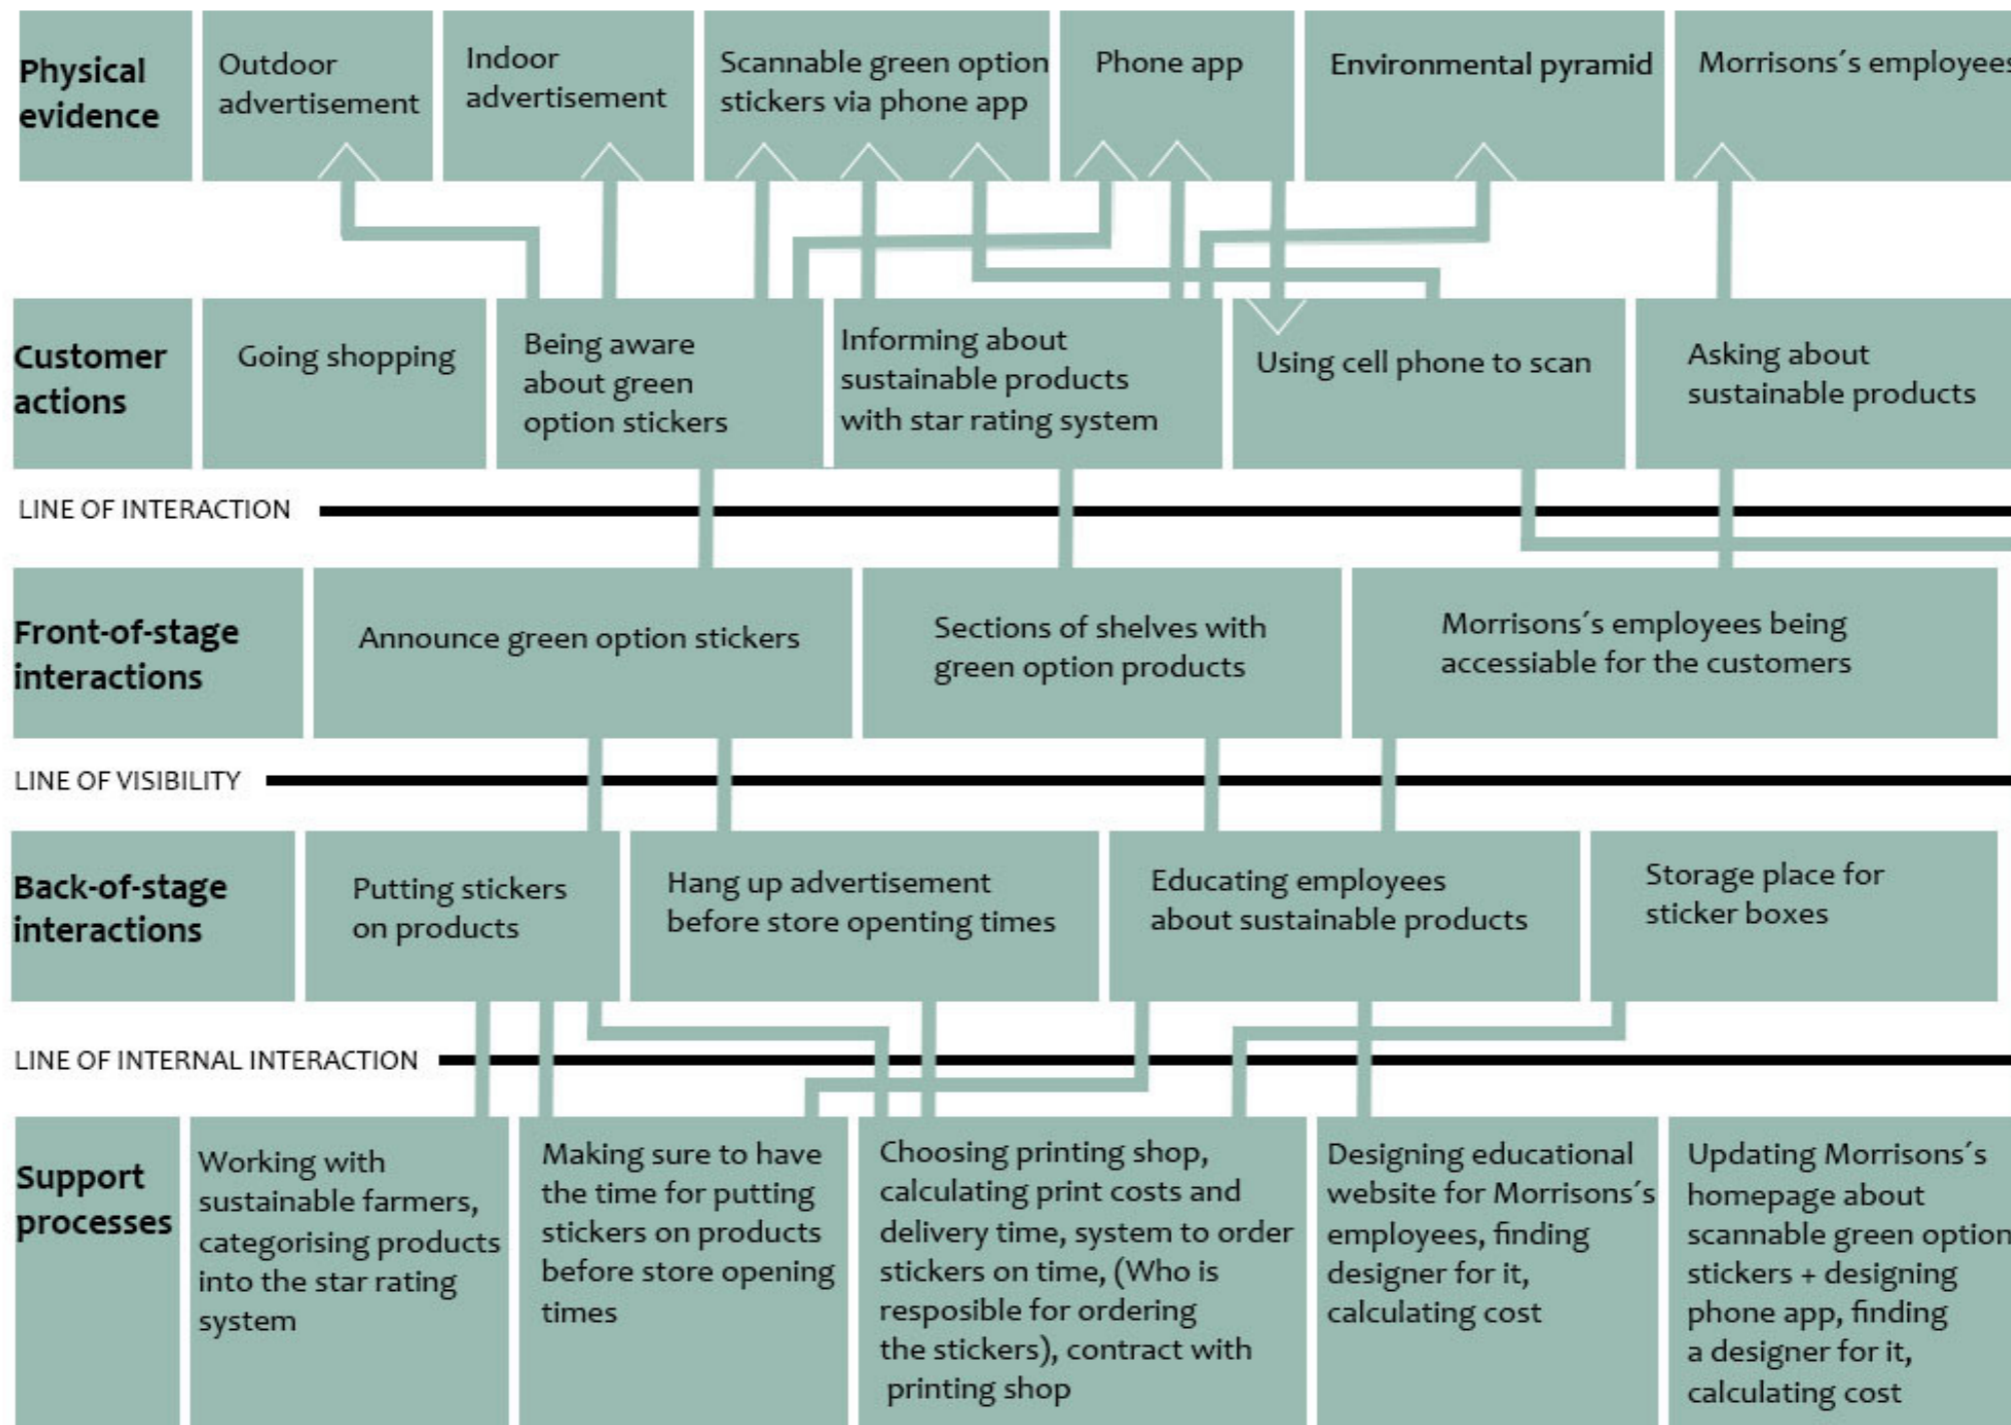 Physical
evidence
Outdoor
advertisement
Indoor
advertisement
Scannable green option
stickers via phone app
Phone app
Environmental pyramid
Morrisons´s employees
Customer
actions
Going shopping
Being aware
about green
option stickers
Informing about
sustainable products
with star rating system
Using cell phone to scan
Asking about
sustainable products
LINE OF INTERACTION
Front-of-stage
interactions
Announce green option stickers
Sections of shelves with
green option products
Morrisons´s employees being
accessiable for the customers
LINE OF VISIBILITY
Back-of-stage
interactions
Putting stickers
on products
Hang up advertisement
before store openting times
Educating employees
about sustainable products
Storage place for
sticker boxes
LINE OF INTERNAL INTERACTION
Support
processes
Working with
sustainable farmers,
categorising products
into the star rating
system
Making sure to have
the time for putting
stickers on products
before store opening
times
Choosing printing shop,
calculating print costs and
delivery time, system to order
stickers on time, (Who is
resposible for ordering
the stickers), contract with
printing shop
Designing educational
website for Morrisons´s
employees, finding
designer for it,
calculating cost
Updating Morrisons´s
homepage about
scannable green option
stickers + designing
phone app, finding
a designer for it,
calculating cost